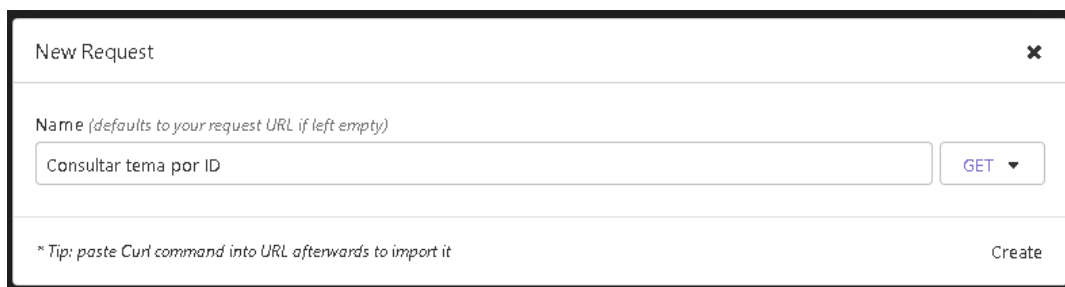 New Request
Name (defaults to your request URL if left empty)
Consultar tema por ID
GET
* Tip: paste Curl command into URL afterwards to import it
Create